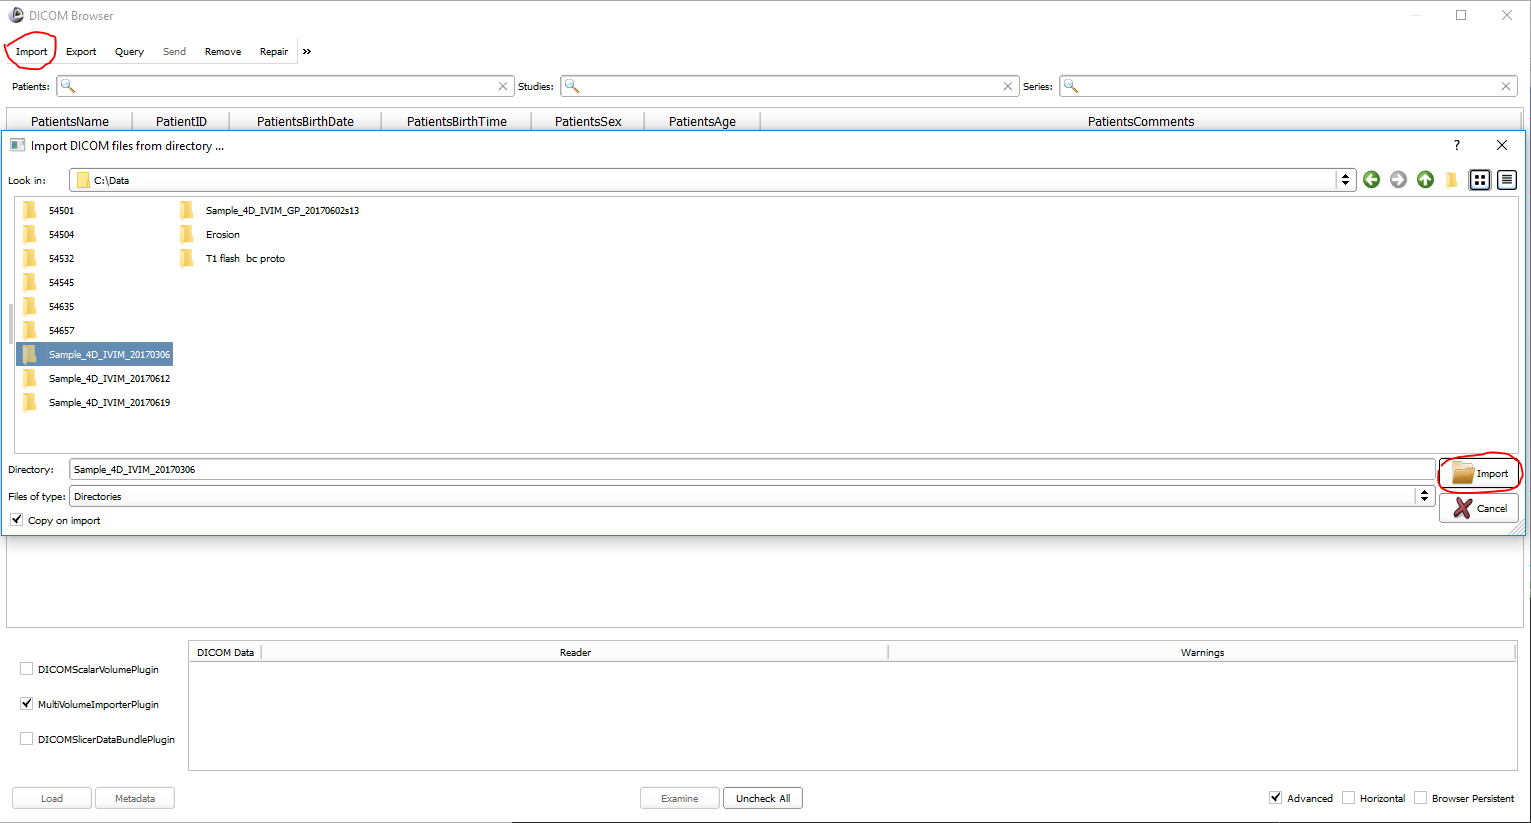 DICOM Browser
Import Export Query Send Remove Repair »
Patients: Studies: Series:
PatientsName PatientID PatientsBirthDate PatientsBirthTime PatientsSex PatientsAge PatientsComments
Import DICOM files from directory ... ?
Look in: C:\Data
54501 Sample_4D_IVIM_GP_20170602s13
54504 Erosion
54532 T1 flash bc proto
54545
54635
54657
Sample_4D_IVIM_20170306
Sample_4D_IVIM_20170612
Sample_4D_IVIM_20170619
Directory: Sample_4D_IVIM_20170306 Import
Files of type: Directories
Cancel
Copy on import
DICOM Data Reader Warnings
DICOMScalarVolumePlugin
MultiVolumeImporterPlugin
DICOMSlicerDataBundlePlugin
Load Metadata Examine Uncheck All Advanced Horizontal Browser Persistent